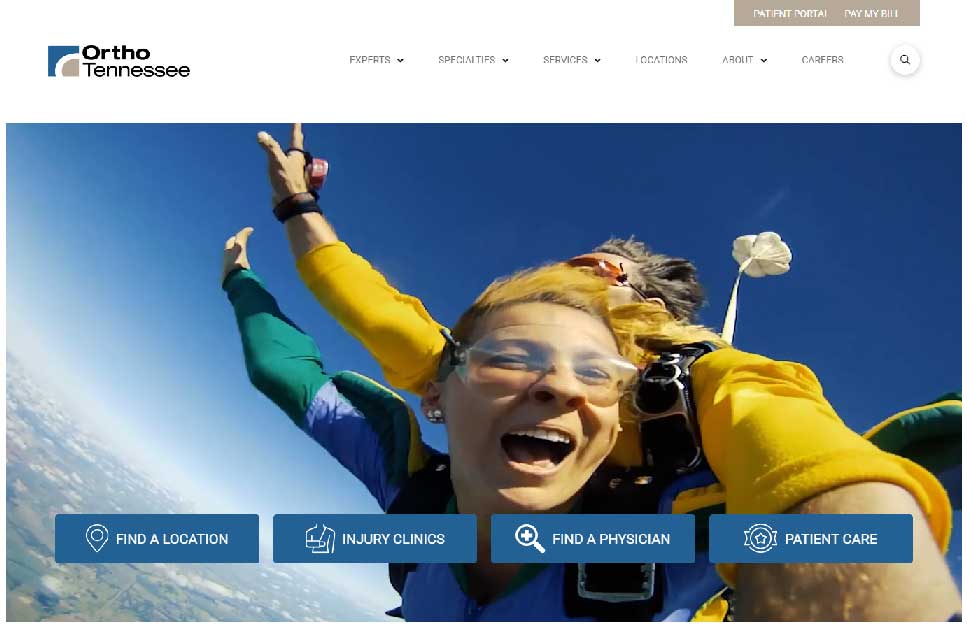 PATIENT PORTAL PAY MY BILL
Ortho
Tennessee
EXPERTS SPECIALTIES SERVICES LOCATIONS ABOUT CAREERS
FIND A LOCATION INJURY CLINICS FIND A PHYSICIAN PATIENT CARE